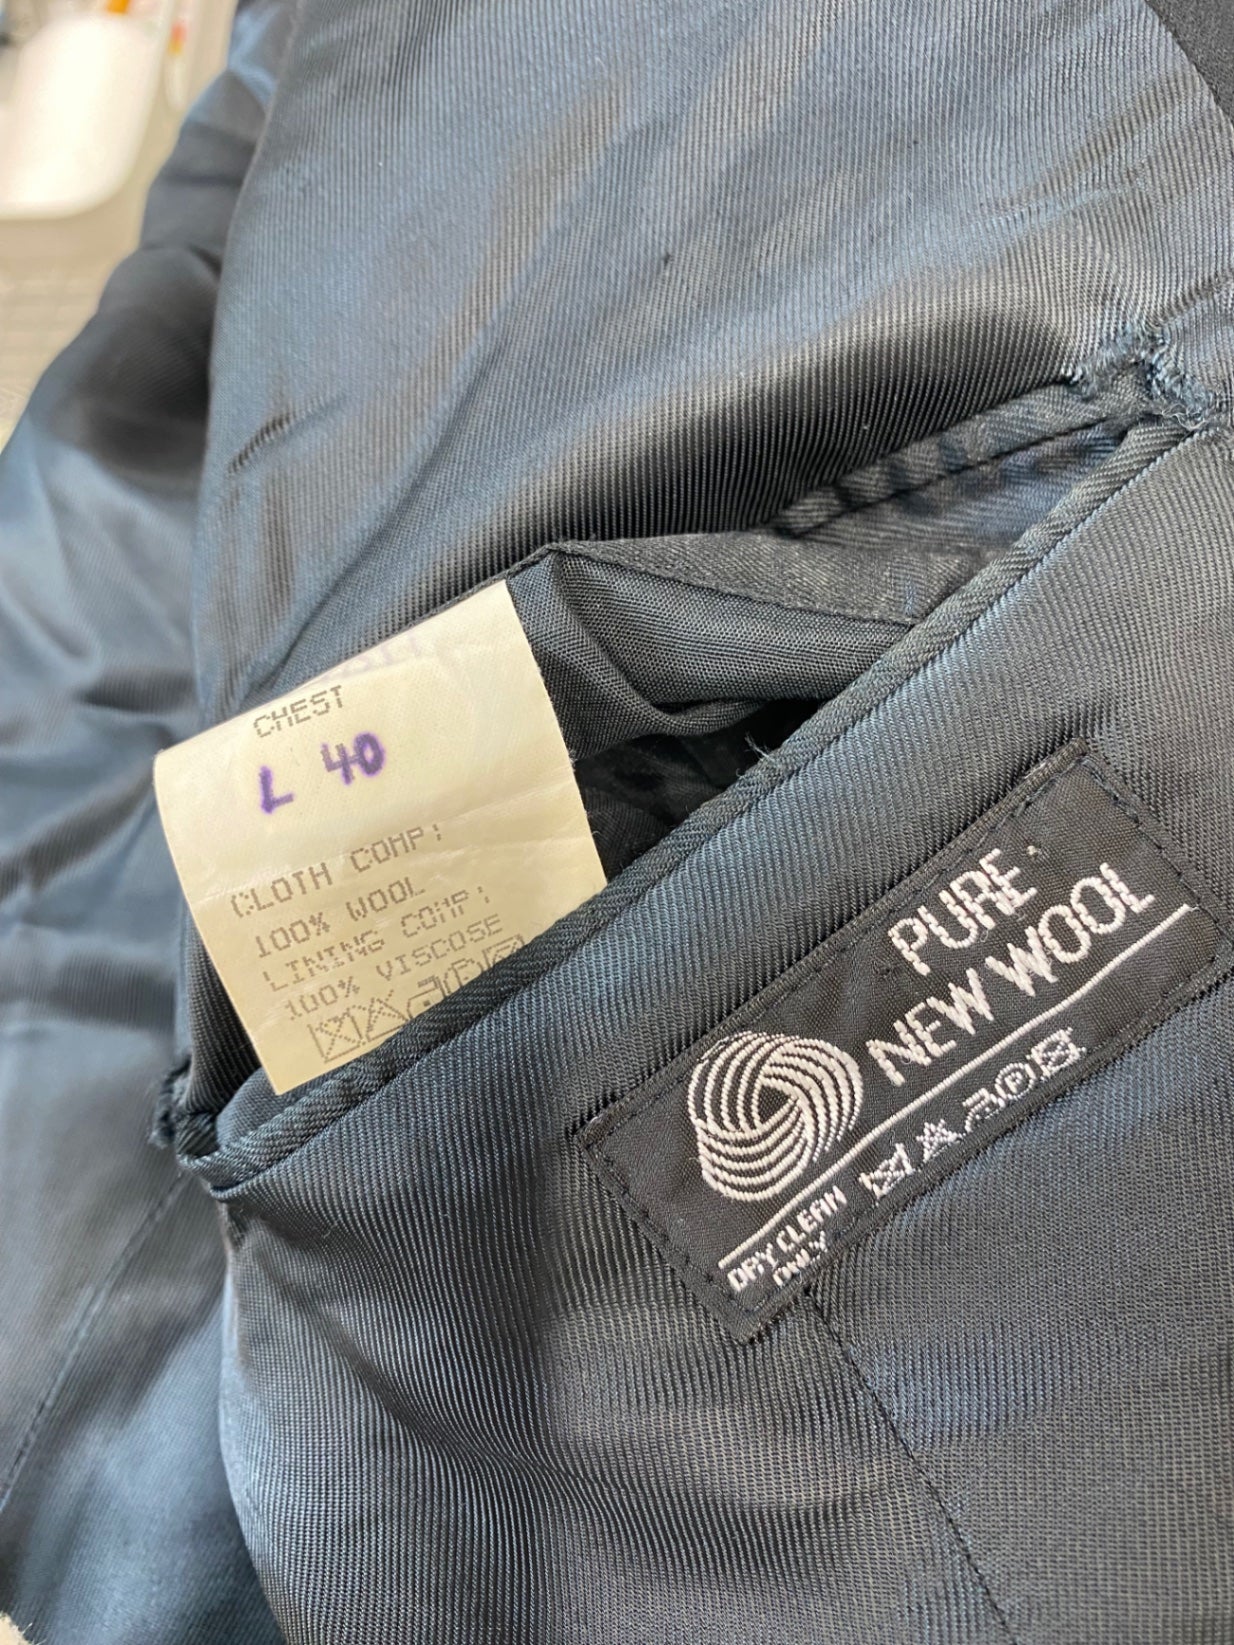 CHEST
L 40
CLOTH COMP:
100% WOOL
LINING COMP:
100% VISCOSE
PURE
NEW WOOL
DRY CLEAN
ONLY